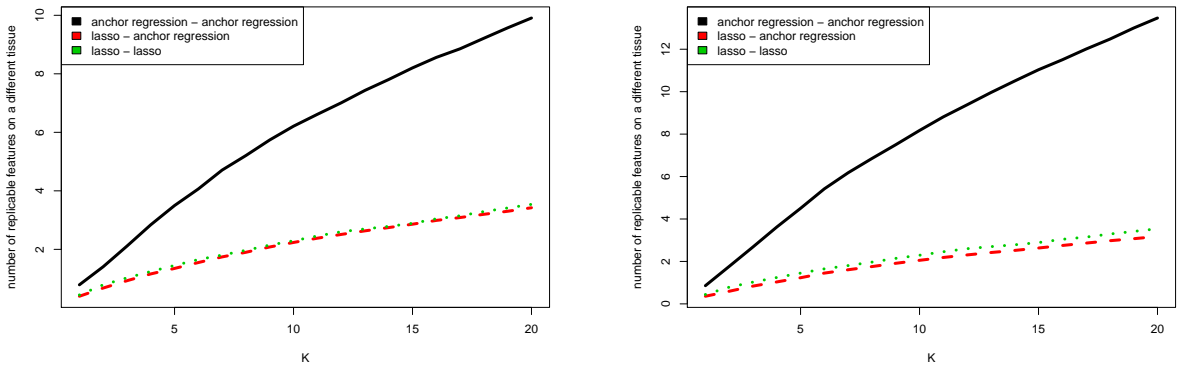 anchor regression – anchor regression
lasso – anchor regression
lasso – lasso
number of replicable features on a different tissue
10
8
6
4
2
5
10
15
20
K
anchor regression – anchor regression
lasso – anchor regression
lasso – lasso
number of replicable features on a different tissue
12
10
8
6
4
2
0
5
10
15
20
K